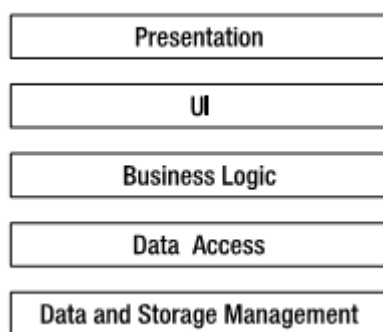 Presentation
UI
Business Logic
Data Access
Data and Storage Management